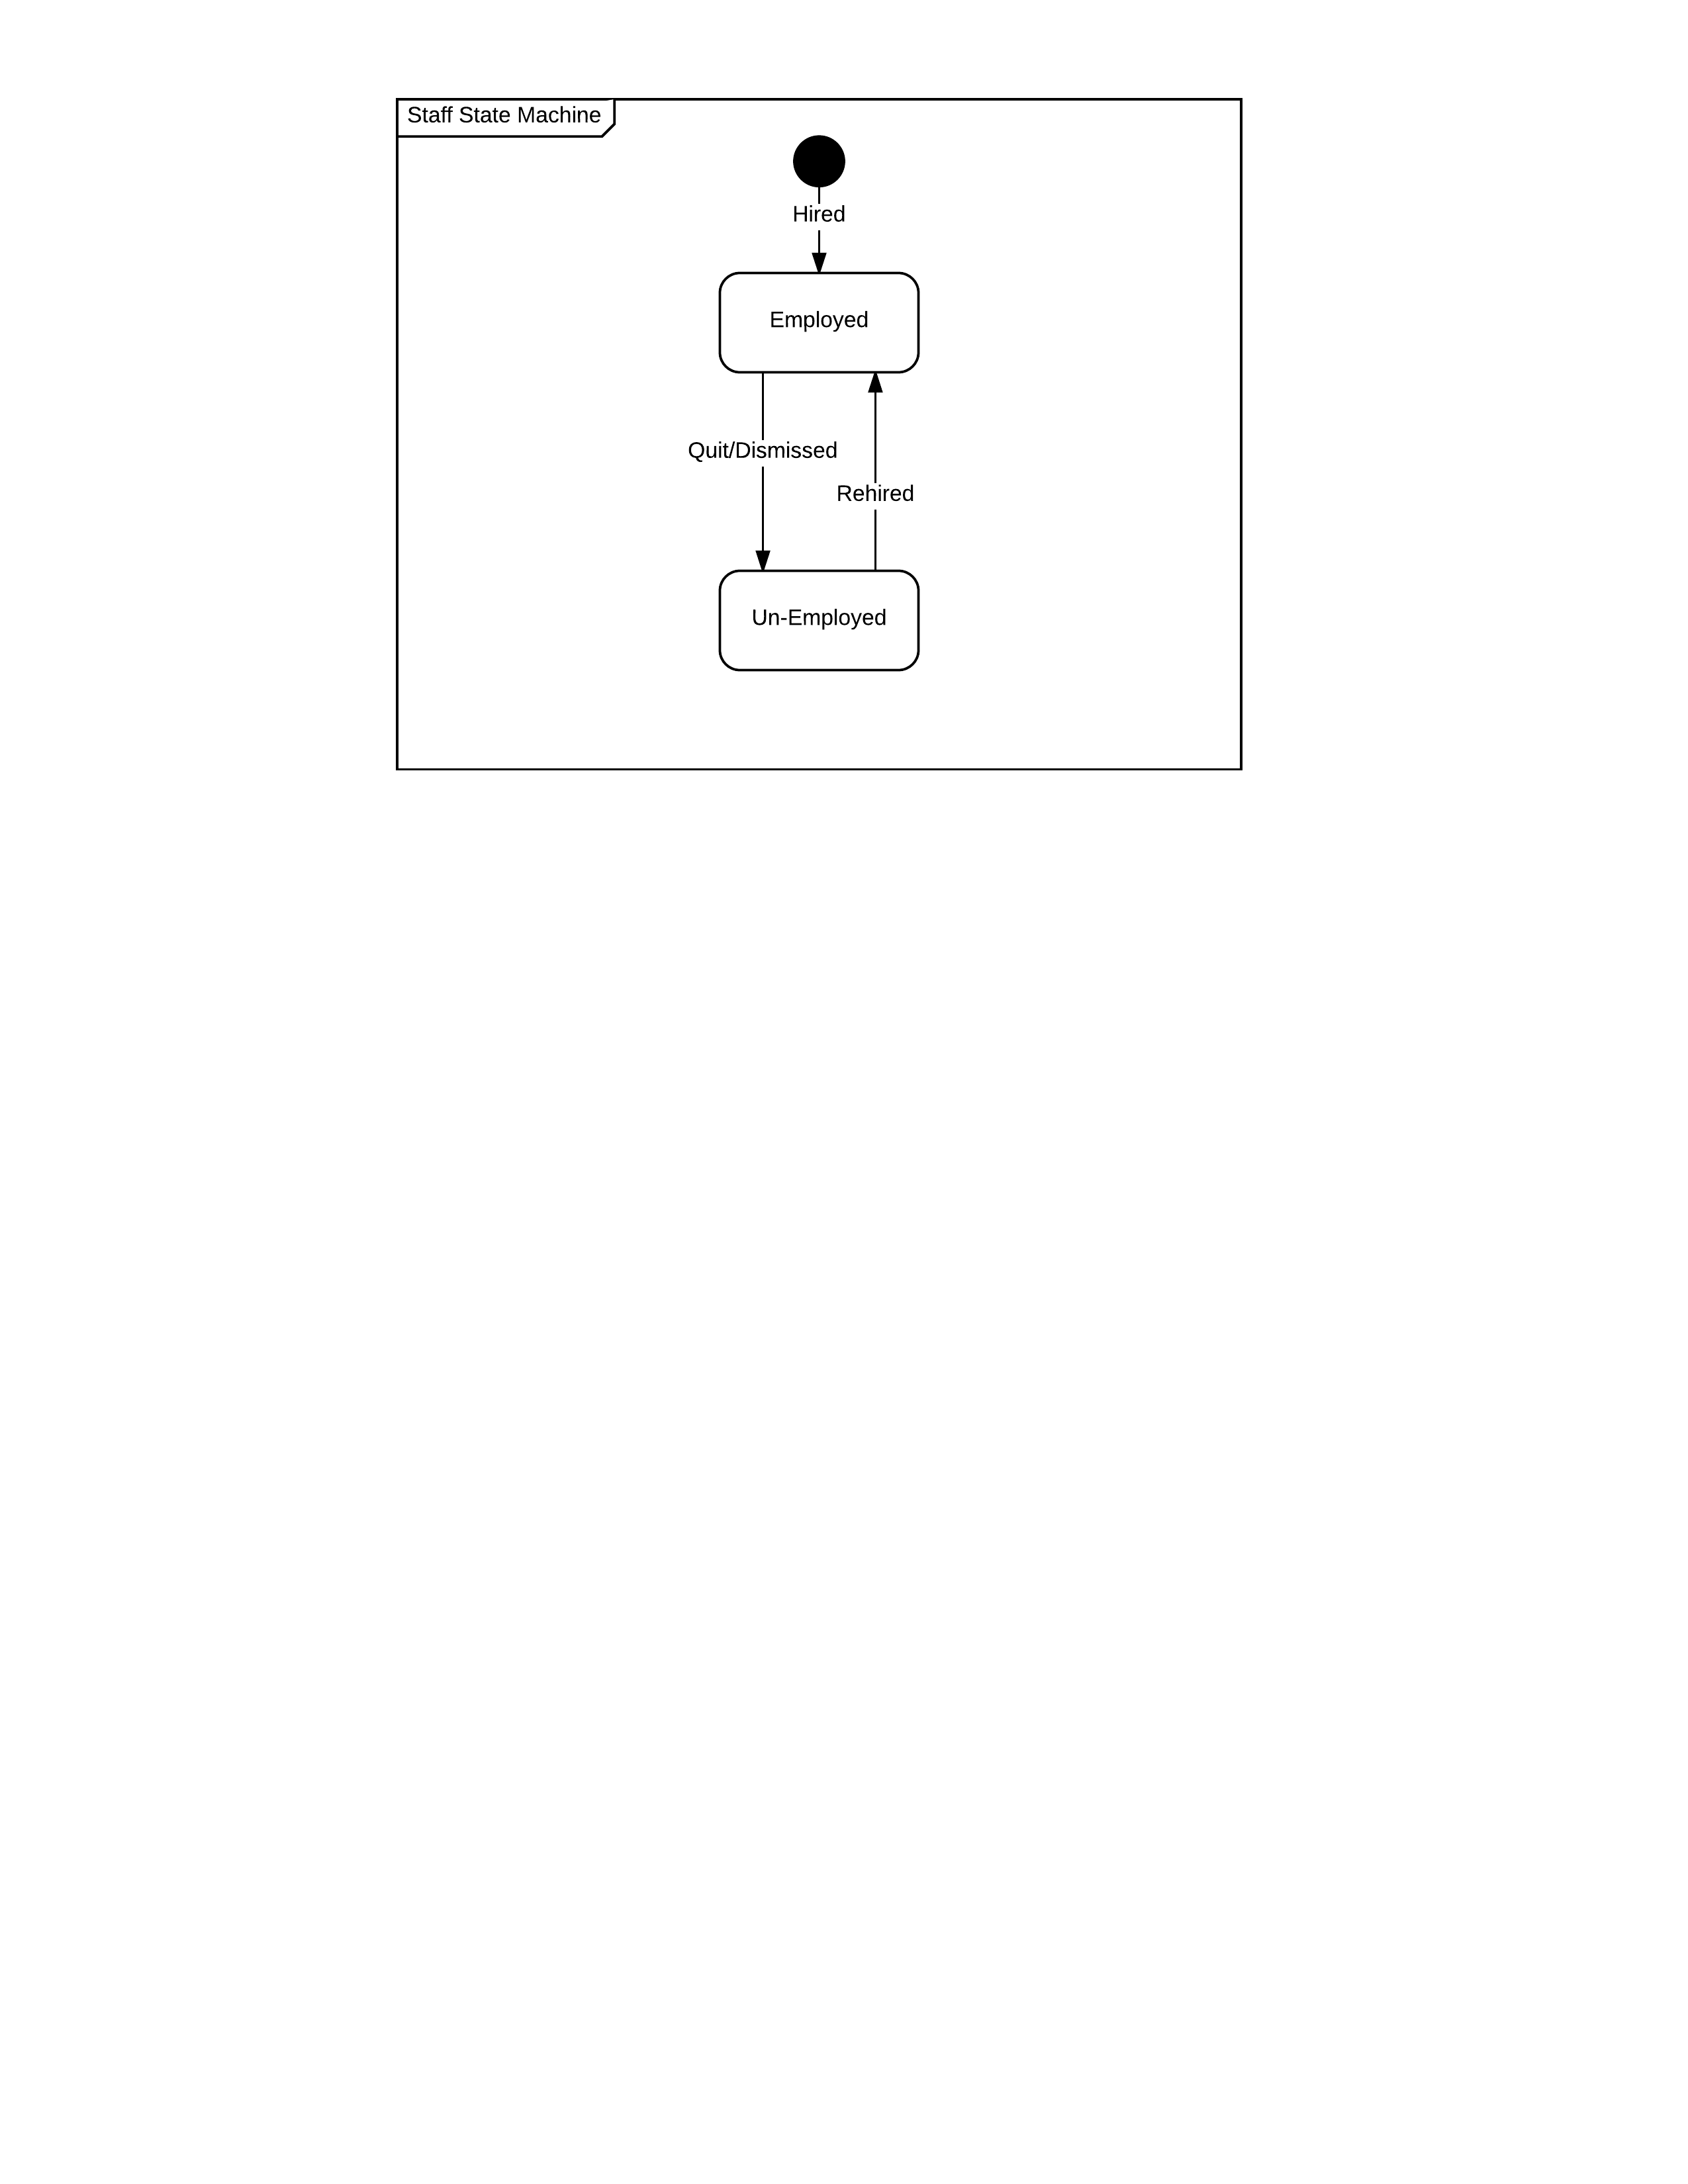 Staff State Machine
Hired
Employed
Quit/Dismissed
Rehired
Un-Employed